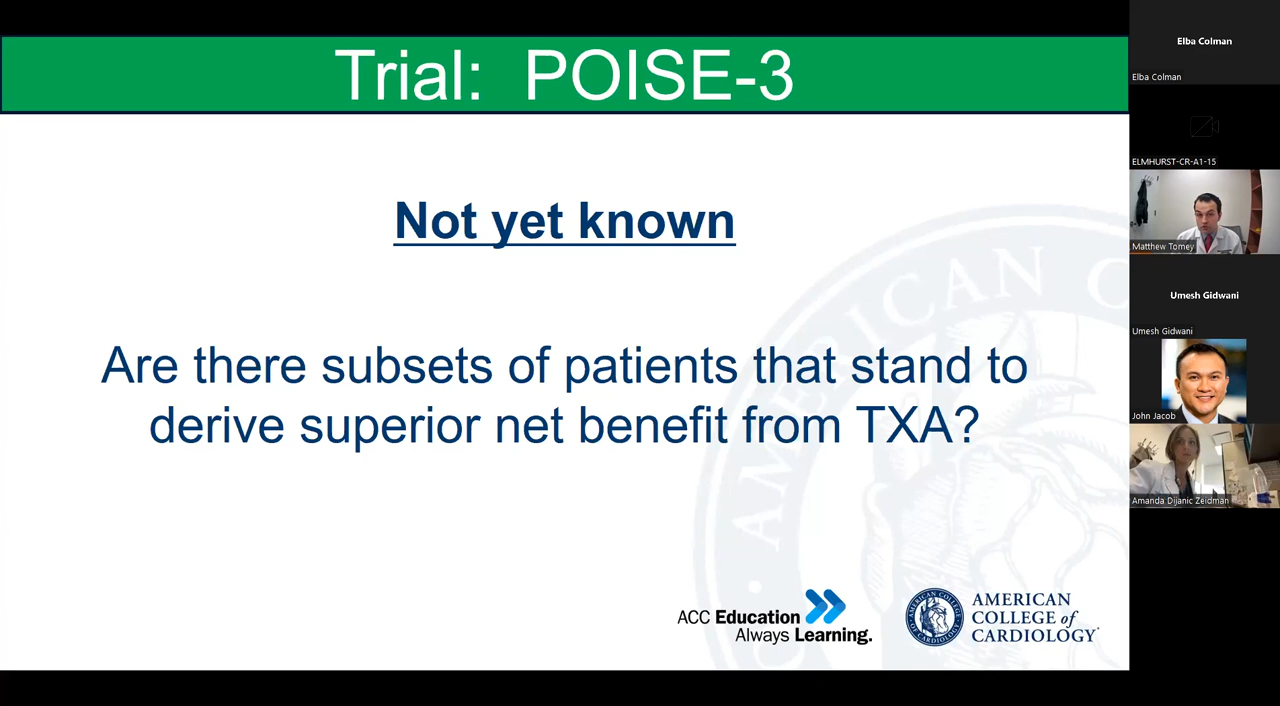 Trial: POISE-3
Not yet known
Are there subsets of patients that stand to
derive superior net benefit from TXA?
ACC Education
Always Learning.
AMERICAN
COLLEGE of
CARDIOLOGY
AMERICAN C
Elba Colman
Elba Colman
ELMHURST-CR-A1-15
Matthew Tomey
Umesh Gidwani
Umesh Gidwani
John Jacob
Amanda Dijanic Zeidman